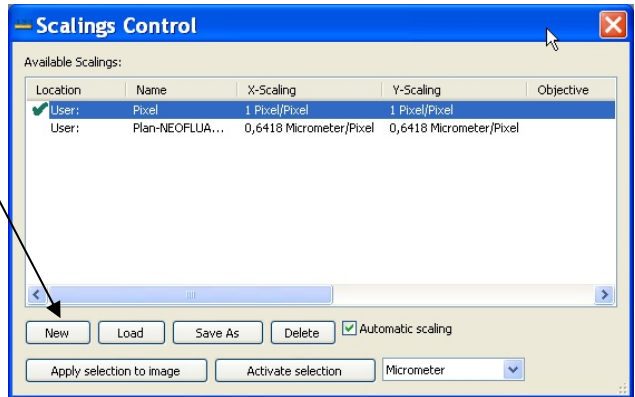 Scalings Control
Available Scalings:
Location Name X-Scaling Y-Scaling Objective
User: Pixel 1 Pixel/Pixel 1 Pixel/Pixel
User: Plan-NEOFLUA... 0,6418 Micrometer/Pixel 0,6418 Micrometer/Pixel
New Load Save As Delete Automatic scaling
Apply selection to image Activate selection Micrometer